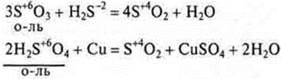 3S⁺⁶O₃ + H₂S⁻² = 4S⁺⁴O₂ + H₂O
о-ль
2H₂S⁺⁶O₄ + Cu = S⁺⁴O₂ + CuSO₄ + 2H₂O
о-ль